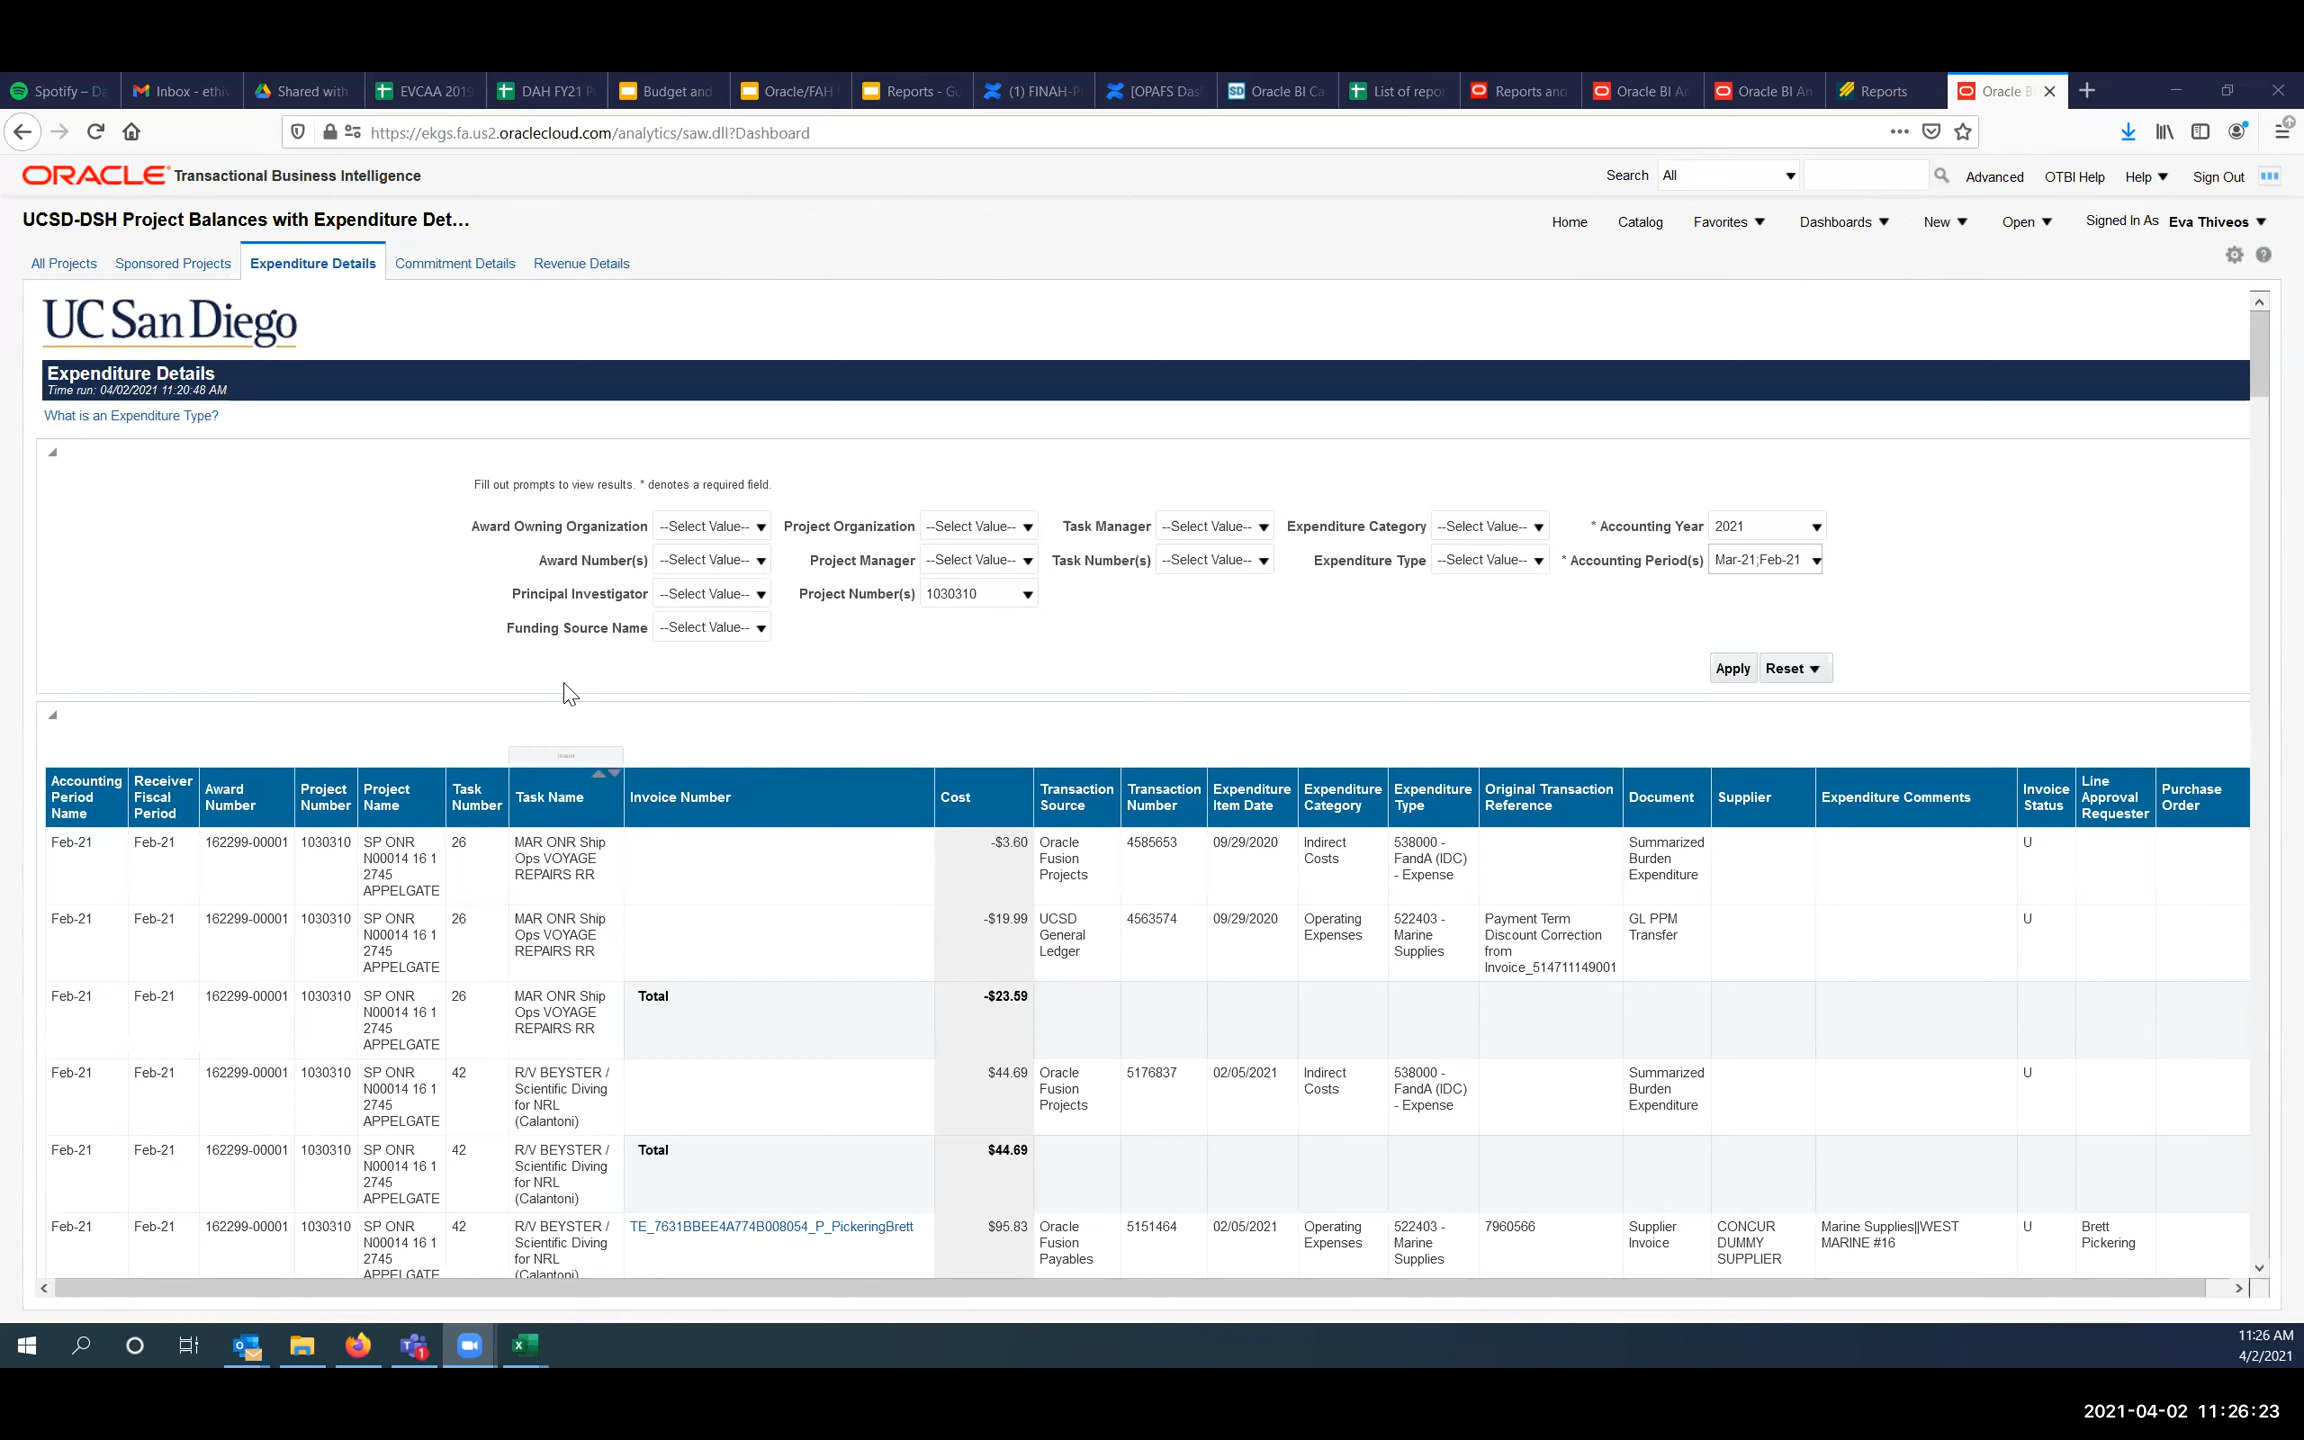 Spotify – Da
Inbox - ethiv
Shared with
EVCAA 2019
DAH FY21 P
Budget and
Oracle/FAH
Reports - Go
(1) FINAH-P
[OPAFS Das
Oracle BI Ca
List of repo
Reports and
Oracle BI An
Oracle BI An
Reports
Oracle B
https://ekgs.fa.us2.oraclecloud.com/analytics/saw.dll?Dashboard
ORACLE Transactional Business Intelligence
Search All Advanced OTBI Help Help Sign Out
UCSD-DSH Project Balances with Expenditure Det...
Home Catalog Favorites Dashboards New Open Signed In As Eva Thiveos
All Projects Sponsored Projects Expenditure Details Commitment Details Revenue Details
UC San Diego
Expenditure Details
Time run: 04/02/2021 11:20:48 AM
What is an Expenditure Type?
Fill out prompts to view results. * denotes a required field.
Award Owning Organization --Select Value-- Project Organization --Select Value-- Task Manager --Select Value-- Expenditure Category --Select Value-- * Accounting Year 2021
Award Number(s) --Select Value-- Project Manager --Select Value-- Task Number(s) --Select Value-- Expenditure Type --Select Value-- * Accounting Period(s) Mar-21;Feb-21
Principal Investigator --Select Value-- Project Number(s) 1030310
Funding Source Name --Select Value--
Apply Reset
Accounting Period Name Receiver Fiscal Period Award Number Project Number Project Name Task Number Task Name Invoice Number Cost Transaction Source Transaction Number Expenditure Item Date Expenditure Category Expenditure Type Original Transaction Reference Document Supplier Expenditure Comments Invoice Status Line Approval Requester Purchase Order
Feb-21 Feb-21 162299-00001 1030310 SP ONR N00014 16 1 2745 APPELGATE 26 MAR ONR Ship Ops VOYAGE REPAIRS RR -$3.60 Oracle Fusion Projects 4585653 09/29/2020 Indirect Costs 538000 - FandA (IDC) - Expense Summarized Burden Expenditure U
Feb-21 Feb-21 162299-00001 1030310 SP ONR N00014 16 1 2745 APPELGATE 26 MAR ONR Ship Ops VOYAGE REPAIRS RR -$19.99 UCSD General Ledger 4563574 09/29/2020 Operating Expenses 522403 - Marine Supplies Payment Term Discount Correction from Invoice_514711149001 GL PPM Transfer U
Feb-21 Feb-21 162299-00001 1030310 SP ONR N00014 16 1 2745 APPELGATE 26 MAR ONR Ship Ops VOYAGE REPAIRS RR Total -$23.59
Feb-21 Feb-21 162299-00001 1030310 SP ONR N00014 16 1 2745 APPELGATE 42 R/V BEYSTER / Scientific Diving for NRL (Calantoni) $44.69 Oracle Fusion Projects 5176837 02/05/2021 Indirect Costs 538000 - FandA (IDC) - Expense Summarized Burden Expenditure U
Feb-21 Feb-21 162299-00001 1030310 SP ONR N00014 16 1 2745 APPELGATE 42 R/V BEYSTER / Scientific Diving for NRL (Calantoni) Total $44.69
Feb-21 Feb-21 162299-00001 1030310 SP ONR N00014 16 1 2745 APPELGATE 42 R/V BEYSTER / Scientific Diving for NRL (Calantoni) TE_7631BBEE4A774B008054_P_PickeringBrett $95.83 Oracle Fusion Payables 5151464 02/05/2021 Operating Expenses 522403 - Marine Supplies 7960566 Supplier Invoice CONCUR DUMMY SUPPLIER Marine Supplies||WEST MARINE #16 U Brett Pickering
11:26 AM
4/2/2021
2021-04-02 11:26:23